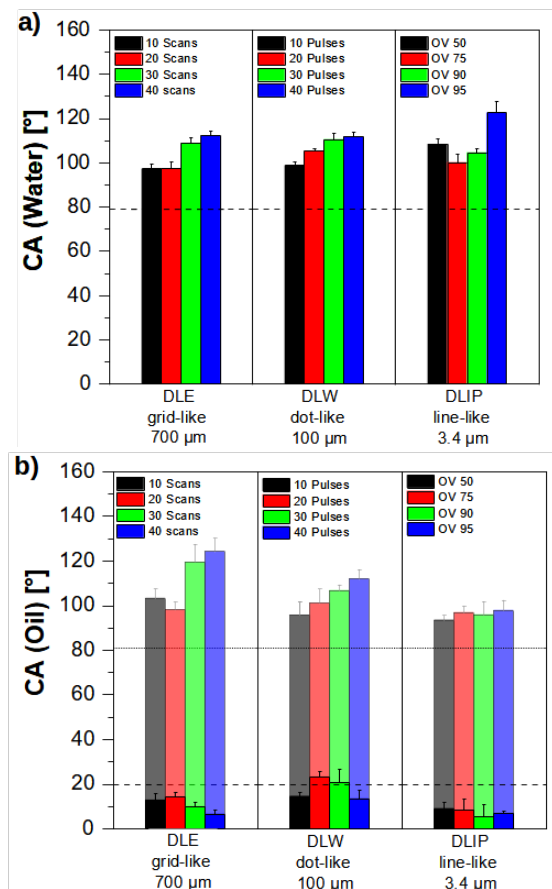 a)
CA (Water) [°]
160
140
120
100
80
60
40
20
0
10 Scans
20 Scans
30 Scans
40 scans
10 Pulses
20 Pulses
30 Pulses
40 Pulses
OV 50
OV 75
OV 90
OV 95
DLE
grid-like
700 µm
DLW
dot-like
100 µm
DLIP
line-like
3.4 µm
b)
CA (Oil) [°]
160
140
120
100
80
60
40
20
0
10 Scans
20 Scans
30 Scans
40 scans
10 Pulses
20 Pulses
30 Pulses
40 Pulses
OV 50
OV 75
OV 90
OV 95
DLE
grid-like
700 µm
DLW
dot-like
100 µm
DLIP
line-like
3.4 µm